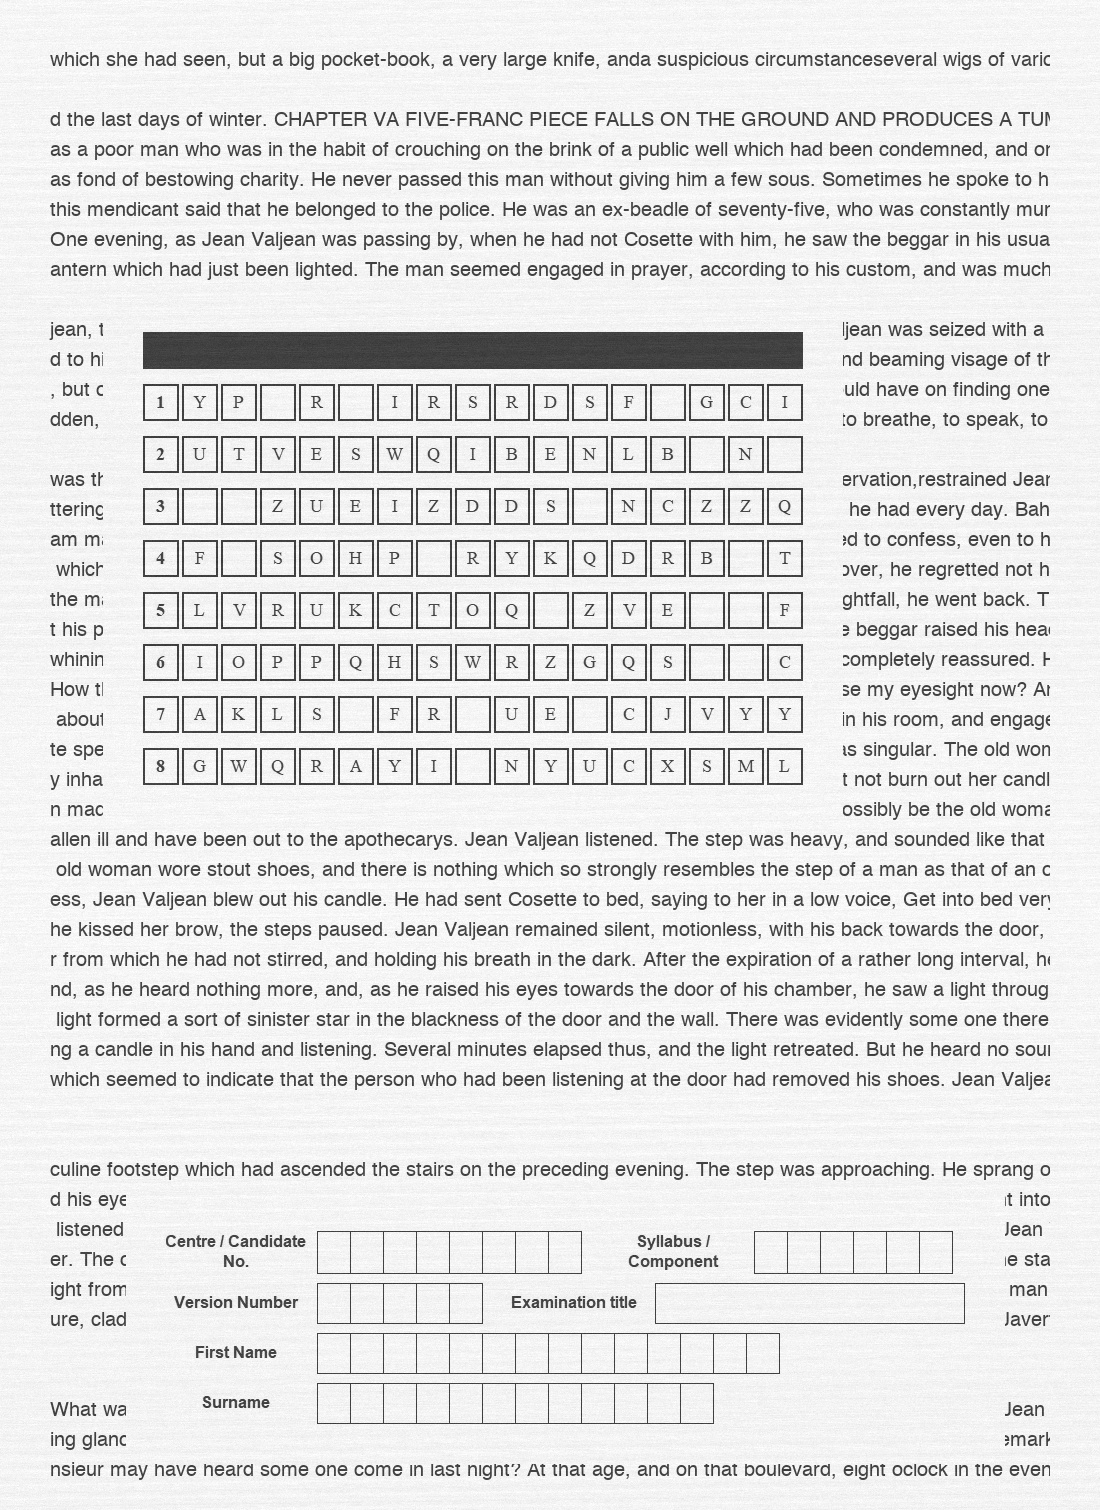 which she had seen, but a big pocket-book, a very large knife, anda suspicious circumstanceseveral wigs of varic
d the last days of winter. CHAPTER VA FIVE-FRANC PIECE FALLS ON THE GROUND AND PRODUCES A TUM
as a poor man who was in the habit of crouching on the brink of a public well which had been condemned, and or
as fond of bestowing charity. He never passed this man without giving him a few sous. Sometimes he spoke to h
this mendicant said that he belonged to the police. He was an ex-beadle of seventy-five, who was constantly mur
One evening, as Jean Valjean was passing by, when he had not Cosette with him, he saw the beggar in his usua
antern which had just been lighted. The man seemed engaged in prayer, according to his custom, and was much
jean, t
d to hi
, but c
dden,
was th
ttering
am ma
which
the ma
t his p
whinin
How th
about
te spe
y inha
n mad
1 Y P R I R S R D S F G C I
2 U T V E S W Q I B E N L B N
3 Z U E I Z D D S N C Z Z Q
4 F S O H P R Y K Q D R B T
5 L V R U K C T O Q Z V E F
6 I O P P Q H S W R Z G Q S C
7 A K L S F R U E C J V Y Y
8 G W Q R A Y I N Y U C X S M L
ljean was seized with a
nd beaming visage of th
ould have on finding one
to breathe, to speak, to
ervation,restrained Jean
he had every day. Bah
ed to confess, even to h
over, he regretted not h
ghtfall, he went back. T
e beggar raised his head
completely reassured. H
se my eyesight now? An
in his room, and engage
as singular. The old wom
t not burn out her candl
ossibly be the old woma
allen ill and have been out to the apothecarys. Jean Valjean listened. The step was heavy, and sounded like that
old woman wore stout shoes, and there is nothing which so strongly resembles the step of a man as that of an o
ess, Jean Valjean blew out his candle. He had sent Cosette to bed, saying to her in a low voice, Get into bed very
he kissed her brow, the steps paused. Jean Valjean remained silent, motionless, with his back towards the door,
r from which he had not stirred, and holding his breath in the dark. After the expiration of a rather long interval, he
nd, as he heard nothing more, and, as he raised his eyes towards the door of his chamber, he saw a light throug
light formed a sort of sinister star in the blackness of the door and the wall. There was evidently some one there
ng a candle in his hand and listening. Several minutes elapsed thus, and the light retreated. But he heard no sour
which seemed to indicate that the person who had been listening at the door had removed his shoes. Jean Valjea
culine footstep which had ascended the stairs on the preceding evening. The step was approaching. He sprang o
d his eye
listened
er. The c
ight from
ure, clad
What wa
ing glanc
Centre / Candidate No.
Syllabus / Component
Version Number
Examination title
First Name
Surname
t into
Jean
e sta
man
Javer
Jean
emark
nsieur may have heard some one come in last night? At that age, and on that boulevard, eight oclock in the even